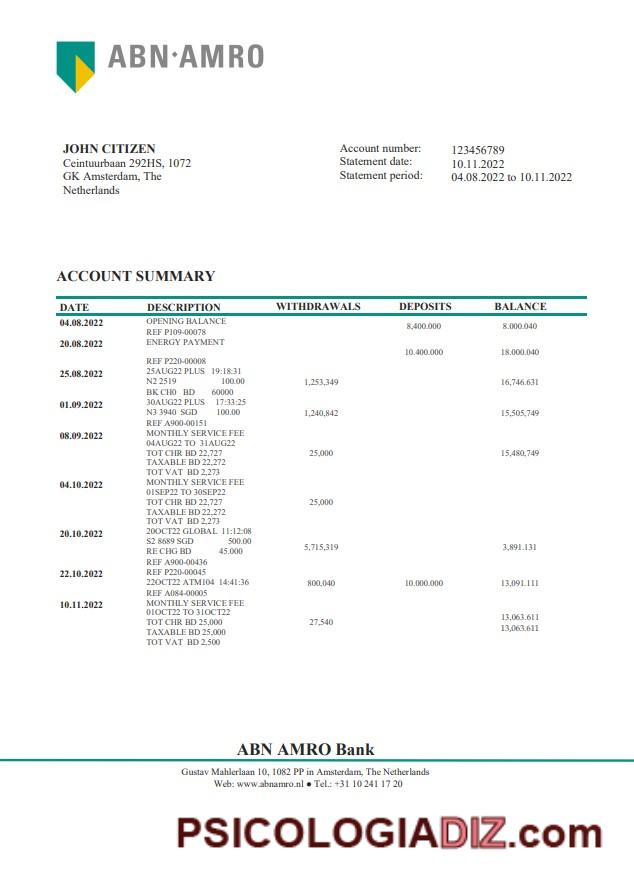 ABN·AMRO
JOHN CITIZEN
Ceintuurbaan 292HS, 1072
GK Amsterdam, The
Netherlands
Account number: 123456789
Statement date: 10.11.2022
Statement period: 04.08.2022 to 10.11.2022
ACCOUNT SUMMARY
DATE DESCRIPTION WITHDRAWALS DEPOSITS BALANCE
04.08.2022 OPENING BALANCE 8,400.000 8.000.040
REF P109-00078
20.08.2022 ENERGY PAYMENT
10.400.000 18.000.040
REF P220-00008
25.08.2022 25AUG22 PLUS 19:18:31
N2 2519 100.00 1,253,349 16,746.631
BK CH0 BD 60000
01.09.2022 30AUG22 PLUS 17:33:25
N3 3940 SGD 100.00 1,240,842 15,505,749
REF A900-00151
08.09.2022 MONTHLY SERVICE FEE
04AUG22 TO 31AUG22
TOT CHR BD 22,727 25,000 15,480,749
TAXABLE BD 22,272
TOT VAT BD 2,273
04.10.2022 MONTHLY SERVICE FEE
01SEP22 TO 30SEP22
TOT CHR BD 22,727 25,000
TAXABLE BD 22,272
TOT VAT BD 2,273
20.10.2022 20OCT22 GLOBAL 11:12:08
S2 8689 SGD 500.00
RE CHG BD 45.000 5,715,319 3,891.131
REF A900-00436
22.10.2022 REF P220-00045
22OCT22 ATM104 14:41:36 800,040 10.000.000 13,091.111
REF A084-00005
10.11.2022 MONTHLY SERVICE FEE
01OCT22 TO 31OCT22 13,063.611
TOT CHR BD 25,000 27,540
TAXABLE BD 25,000 13,063.611
TOT VAT BD 2,500
ABN AMRO Bank
Gustav Mahlerlaan 10, 1082 PP in Amsterdam, The Netherlands
Web: www.abnamro.nl ● Tel.: +31 10 241 17 20
PSICOLOGIADIZ.com